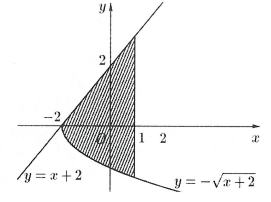 y
2
−2
O
1
2
x
y = x + 2
y = −√x + 2